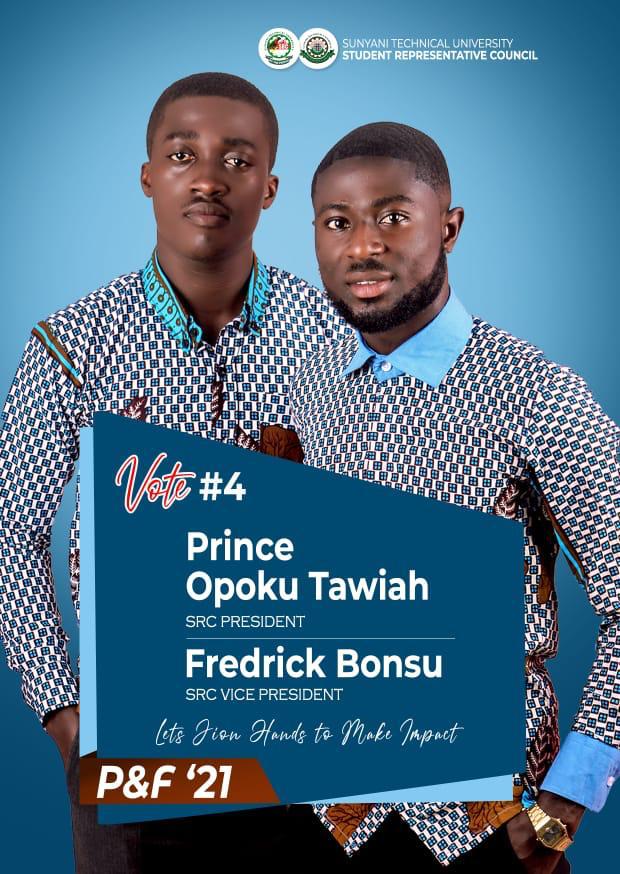 SUNYANI TECHNICAL UNIVERSITY
STUDENT REPRESENTATIVE COUNCIL
Vote #4
Prince
Opoku Tawiah
SRC PRESIDENT
Fredrick Bonsu
SRC VICE PRESIDENT
Lets Jion Hands to Make Impact
P&F ‘21